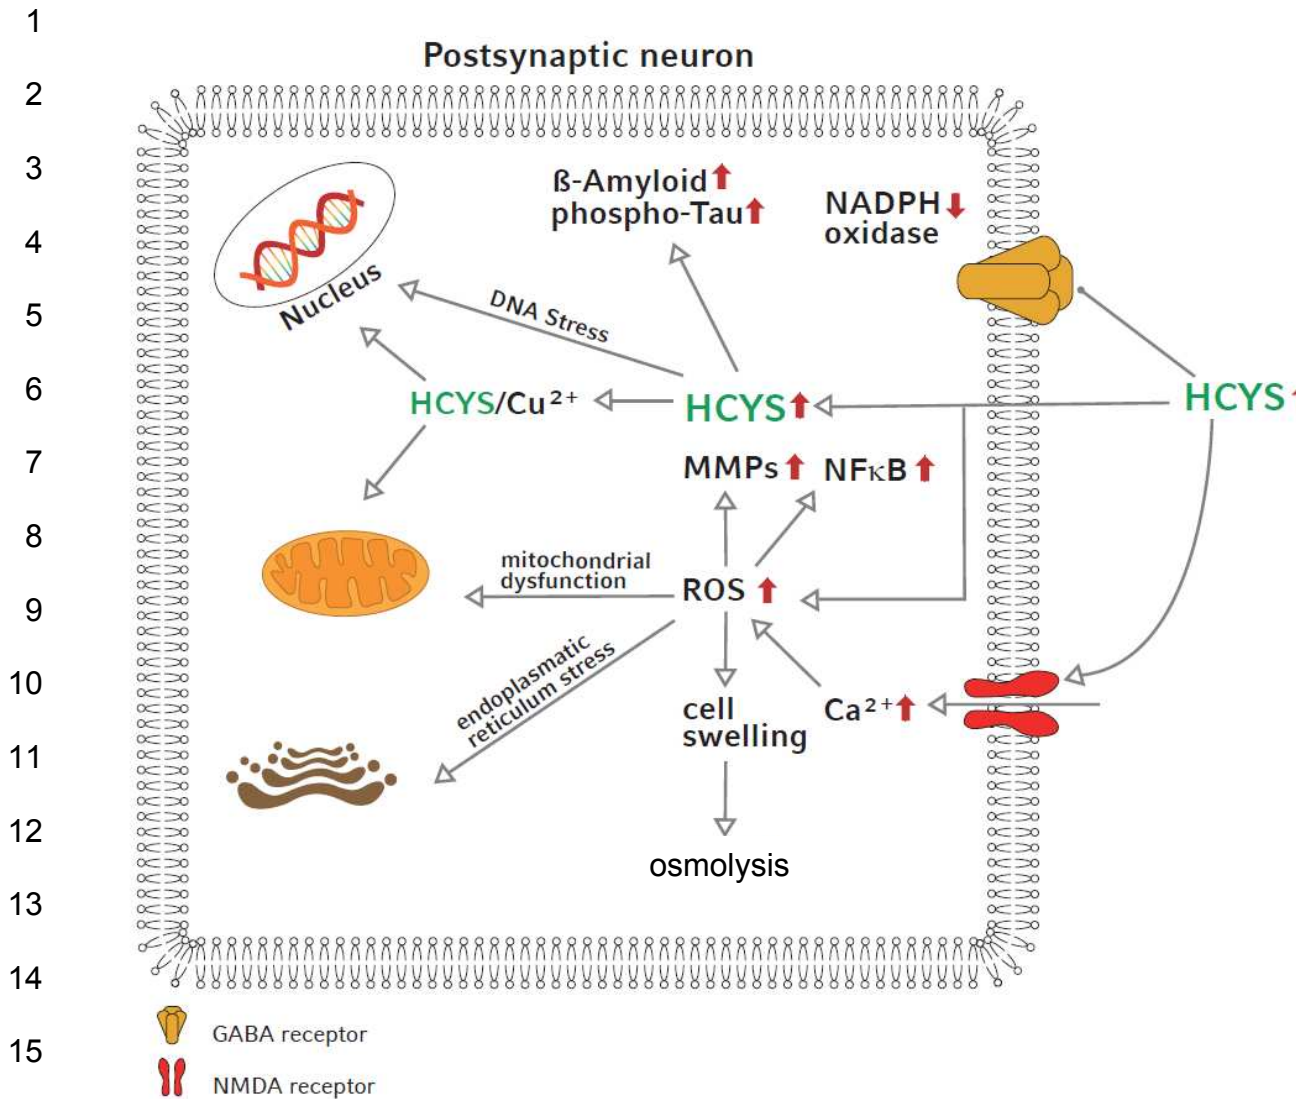 1
Postsynaptic neuron
2
3
ß-Amyloid
phospho-Tau
NADPH
oxidase
4
Nucleus
DNA Stress
5
6
HCYS/Cu²⁺
HCYS
HCYS
7
MMPs
NFκB
8
mitochondrial
dysfunction
ROS
9
endoplasmatic
reticulum stress
10
cell
swelling
Ca²⁺
11
12
osmolysis
13
14
GABA receptor
15
NMDA receptor